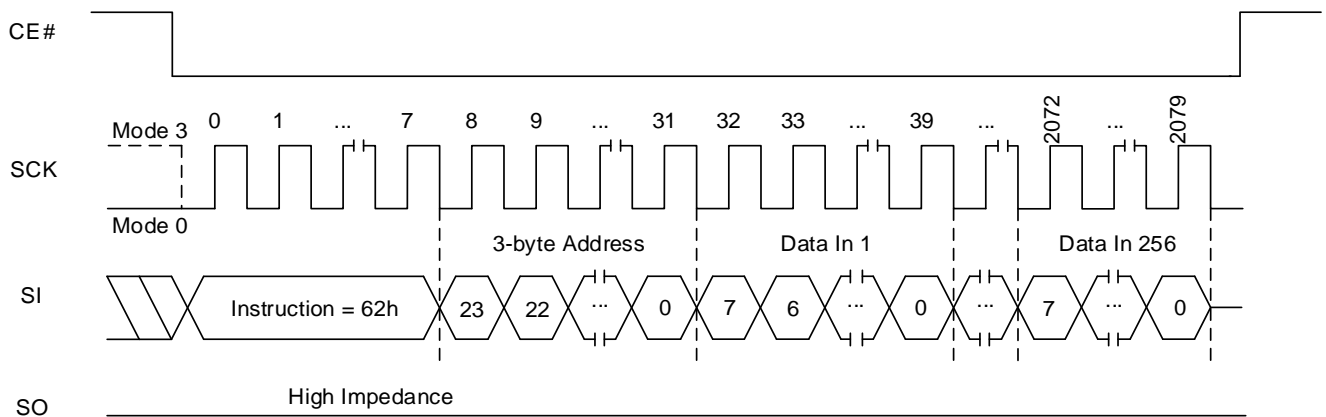 CE#
Mode 3
0 1 ... 7 8 9 ... 31 32 33 ... 39 ... 2072 ... 2079
SCK
Mode 0
3-byte Address Data In 1 Data In 256
SI
Instruction = 62h 23 22 ... 0 7 6 ... 0 ... 7 ... 0
High Impedance
SO